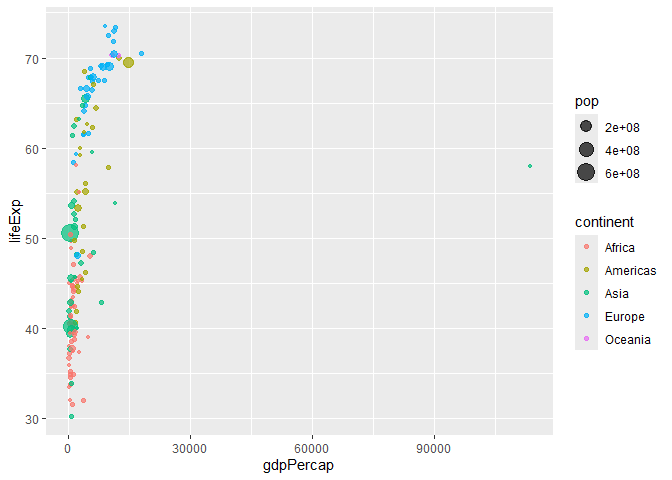 70
60
50
40
30
lifeExp
0 30000 60000 90000
gdpPercap
pop
2e+08
4e+08
6e+08
continent
Africa
Americas
Asia
Europe
Oceania